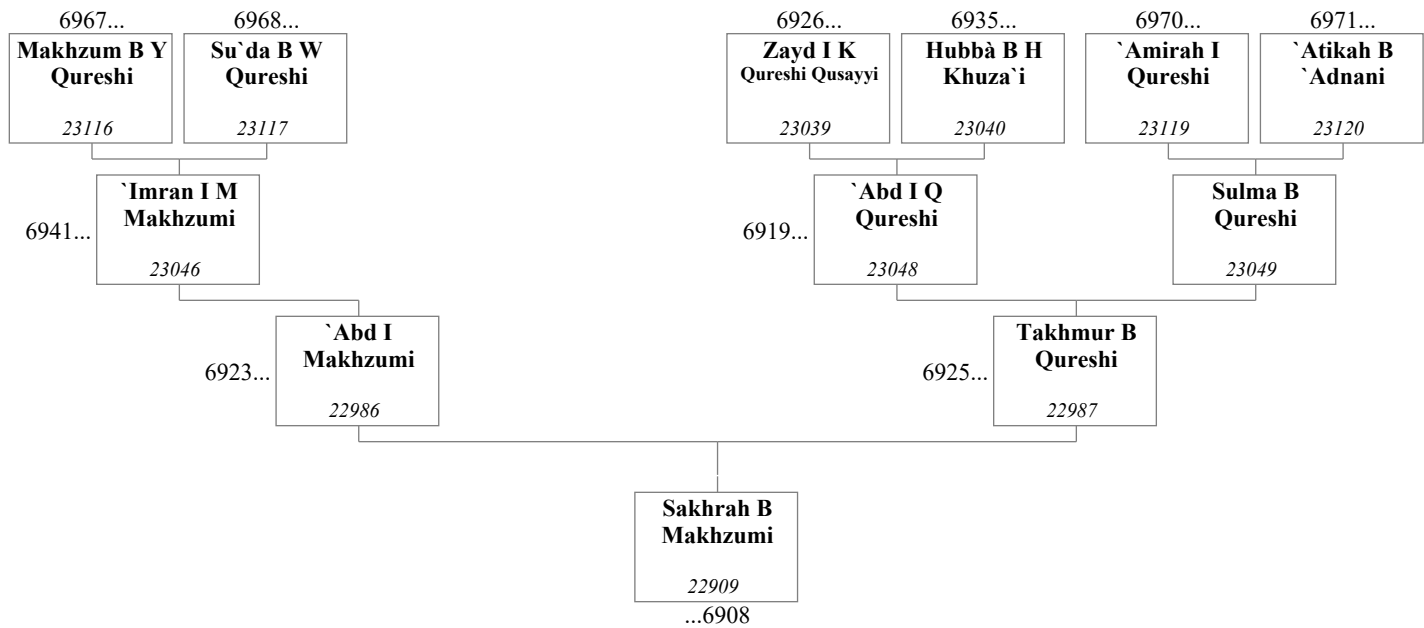 6967...
6968...
6926...
6935...
6970...
6971...
Makhzum B Y
Qureshi
23116
Su`da B W
Qureshi
23117
Zayd I K
Qureshi Qusayyi
23039
Hubbà B H
Khuza`i
23040
`Amirah I
Qureshi
23119
`Atikah B
`Adnani
23120
6941...
`Imran I M
Makhzumi
23046
6919...
`Abd I Q
Qureshi
23048
Sulma B
Qureshi
23049
6923...
`Abd I
Makhzumi
22986
6925...
Takhmur B
Qureshi
22987
Sakhrah B
Makhzumi
22909
...6908